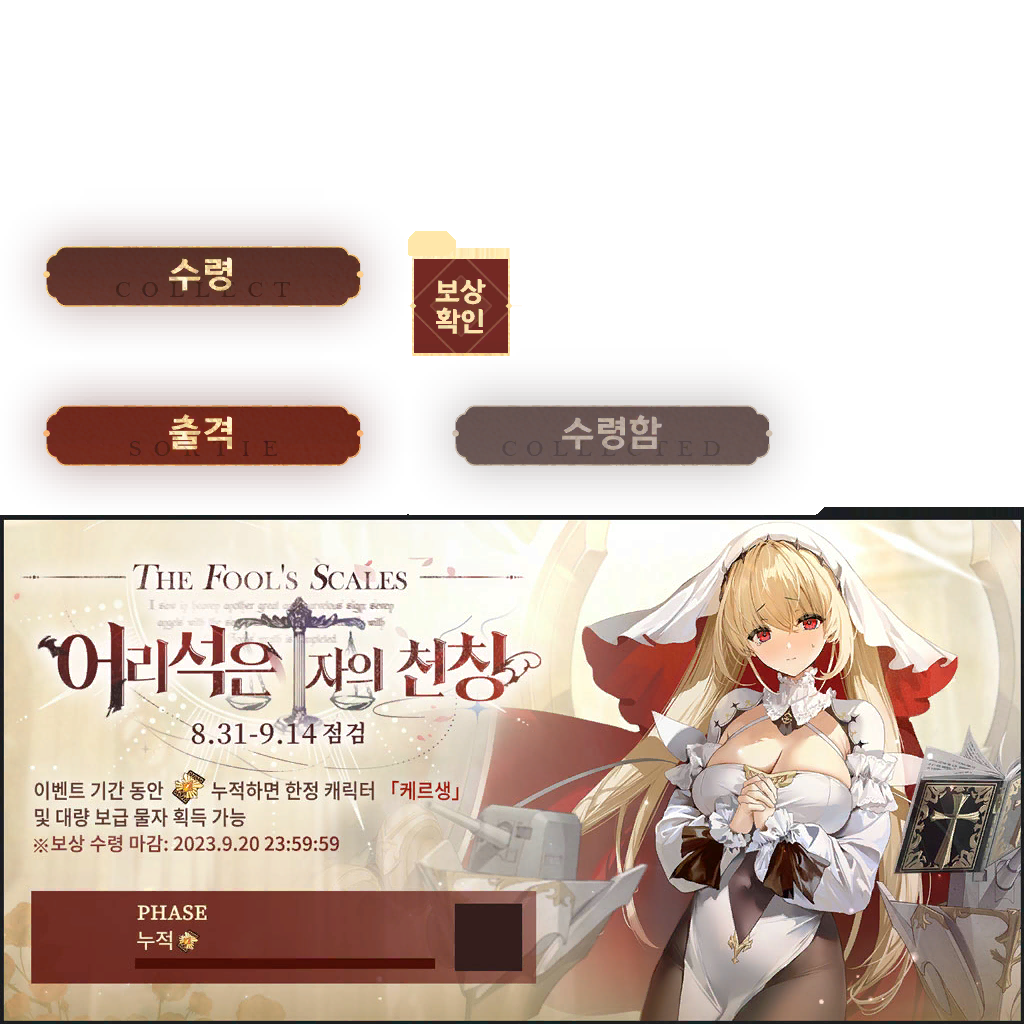 수령
COLLECT
보상
확인
출격
SORTIE
수령함
COLLECTED
THE FOOL'S SCALES
어리석은 자의 천칭
8.31-9.14 점검
이벤트 기간 동안 누적하면 한정 캐릭터 「케르생」
및 대량 보급 물자 획득 가능
※보상 수령 마감: 2023.9.20 23:59:59
PHASE
누적